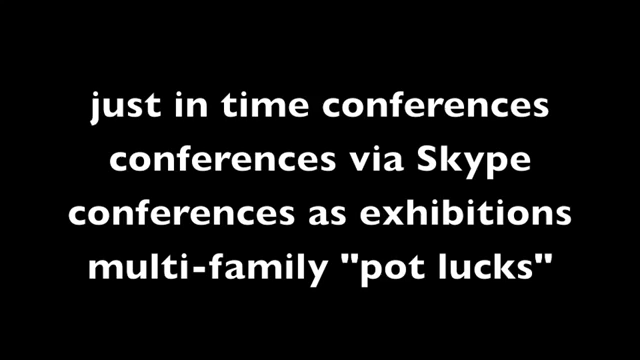 just in time conferences
conferences via Skype
conferences as exhibitions
multi-family "pot lucks"